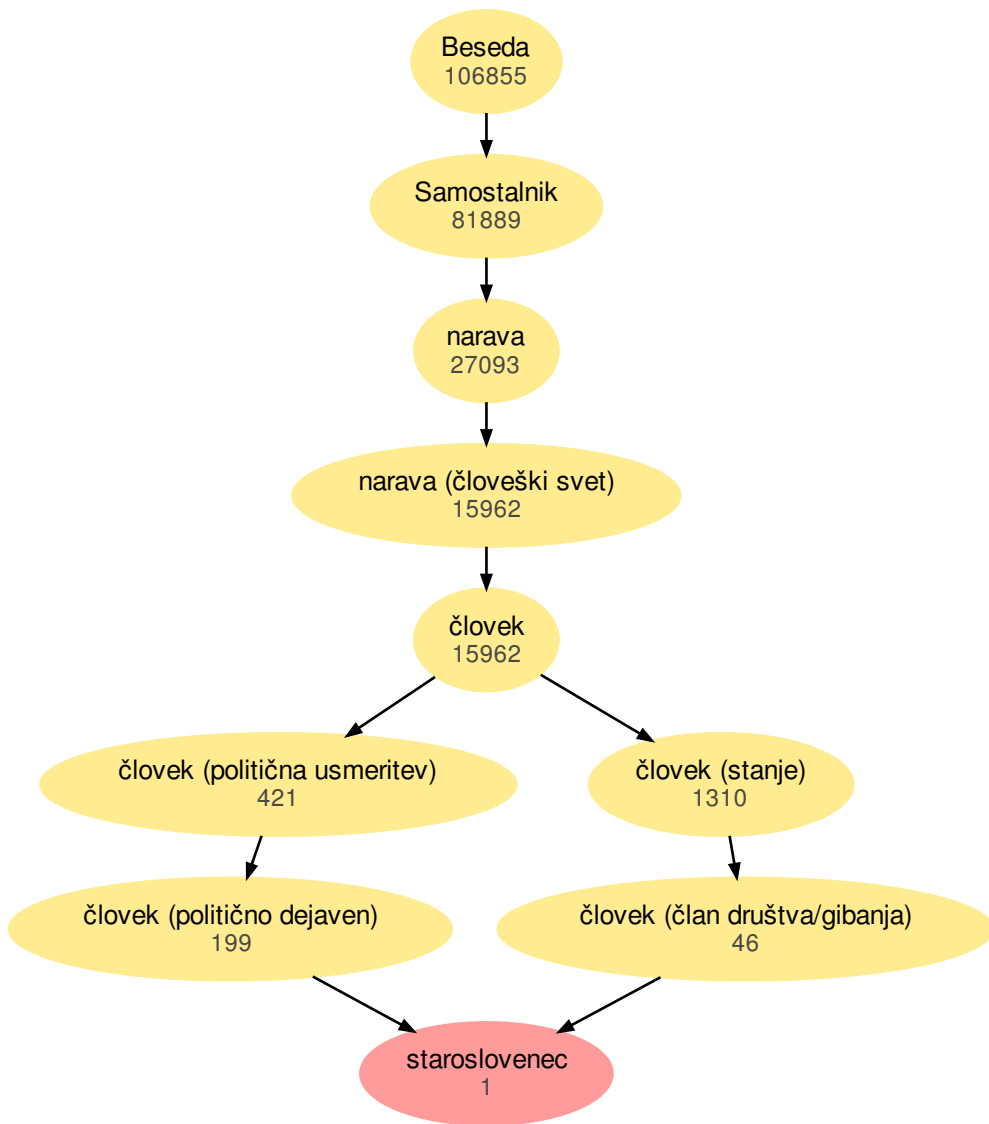 Beseda
106855
Samostalnik
81889
narava
27093
narava (človeški svet)
15962
človek
15962
človek (politična usmeritev)
421
človek (stanje)
1310
človek (politično dejaven)
199
človek (član društva/gibanja)
46
staroslovenec
1